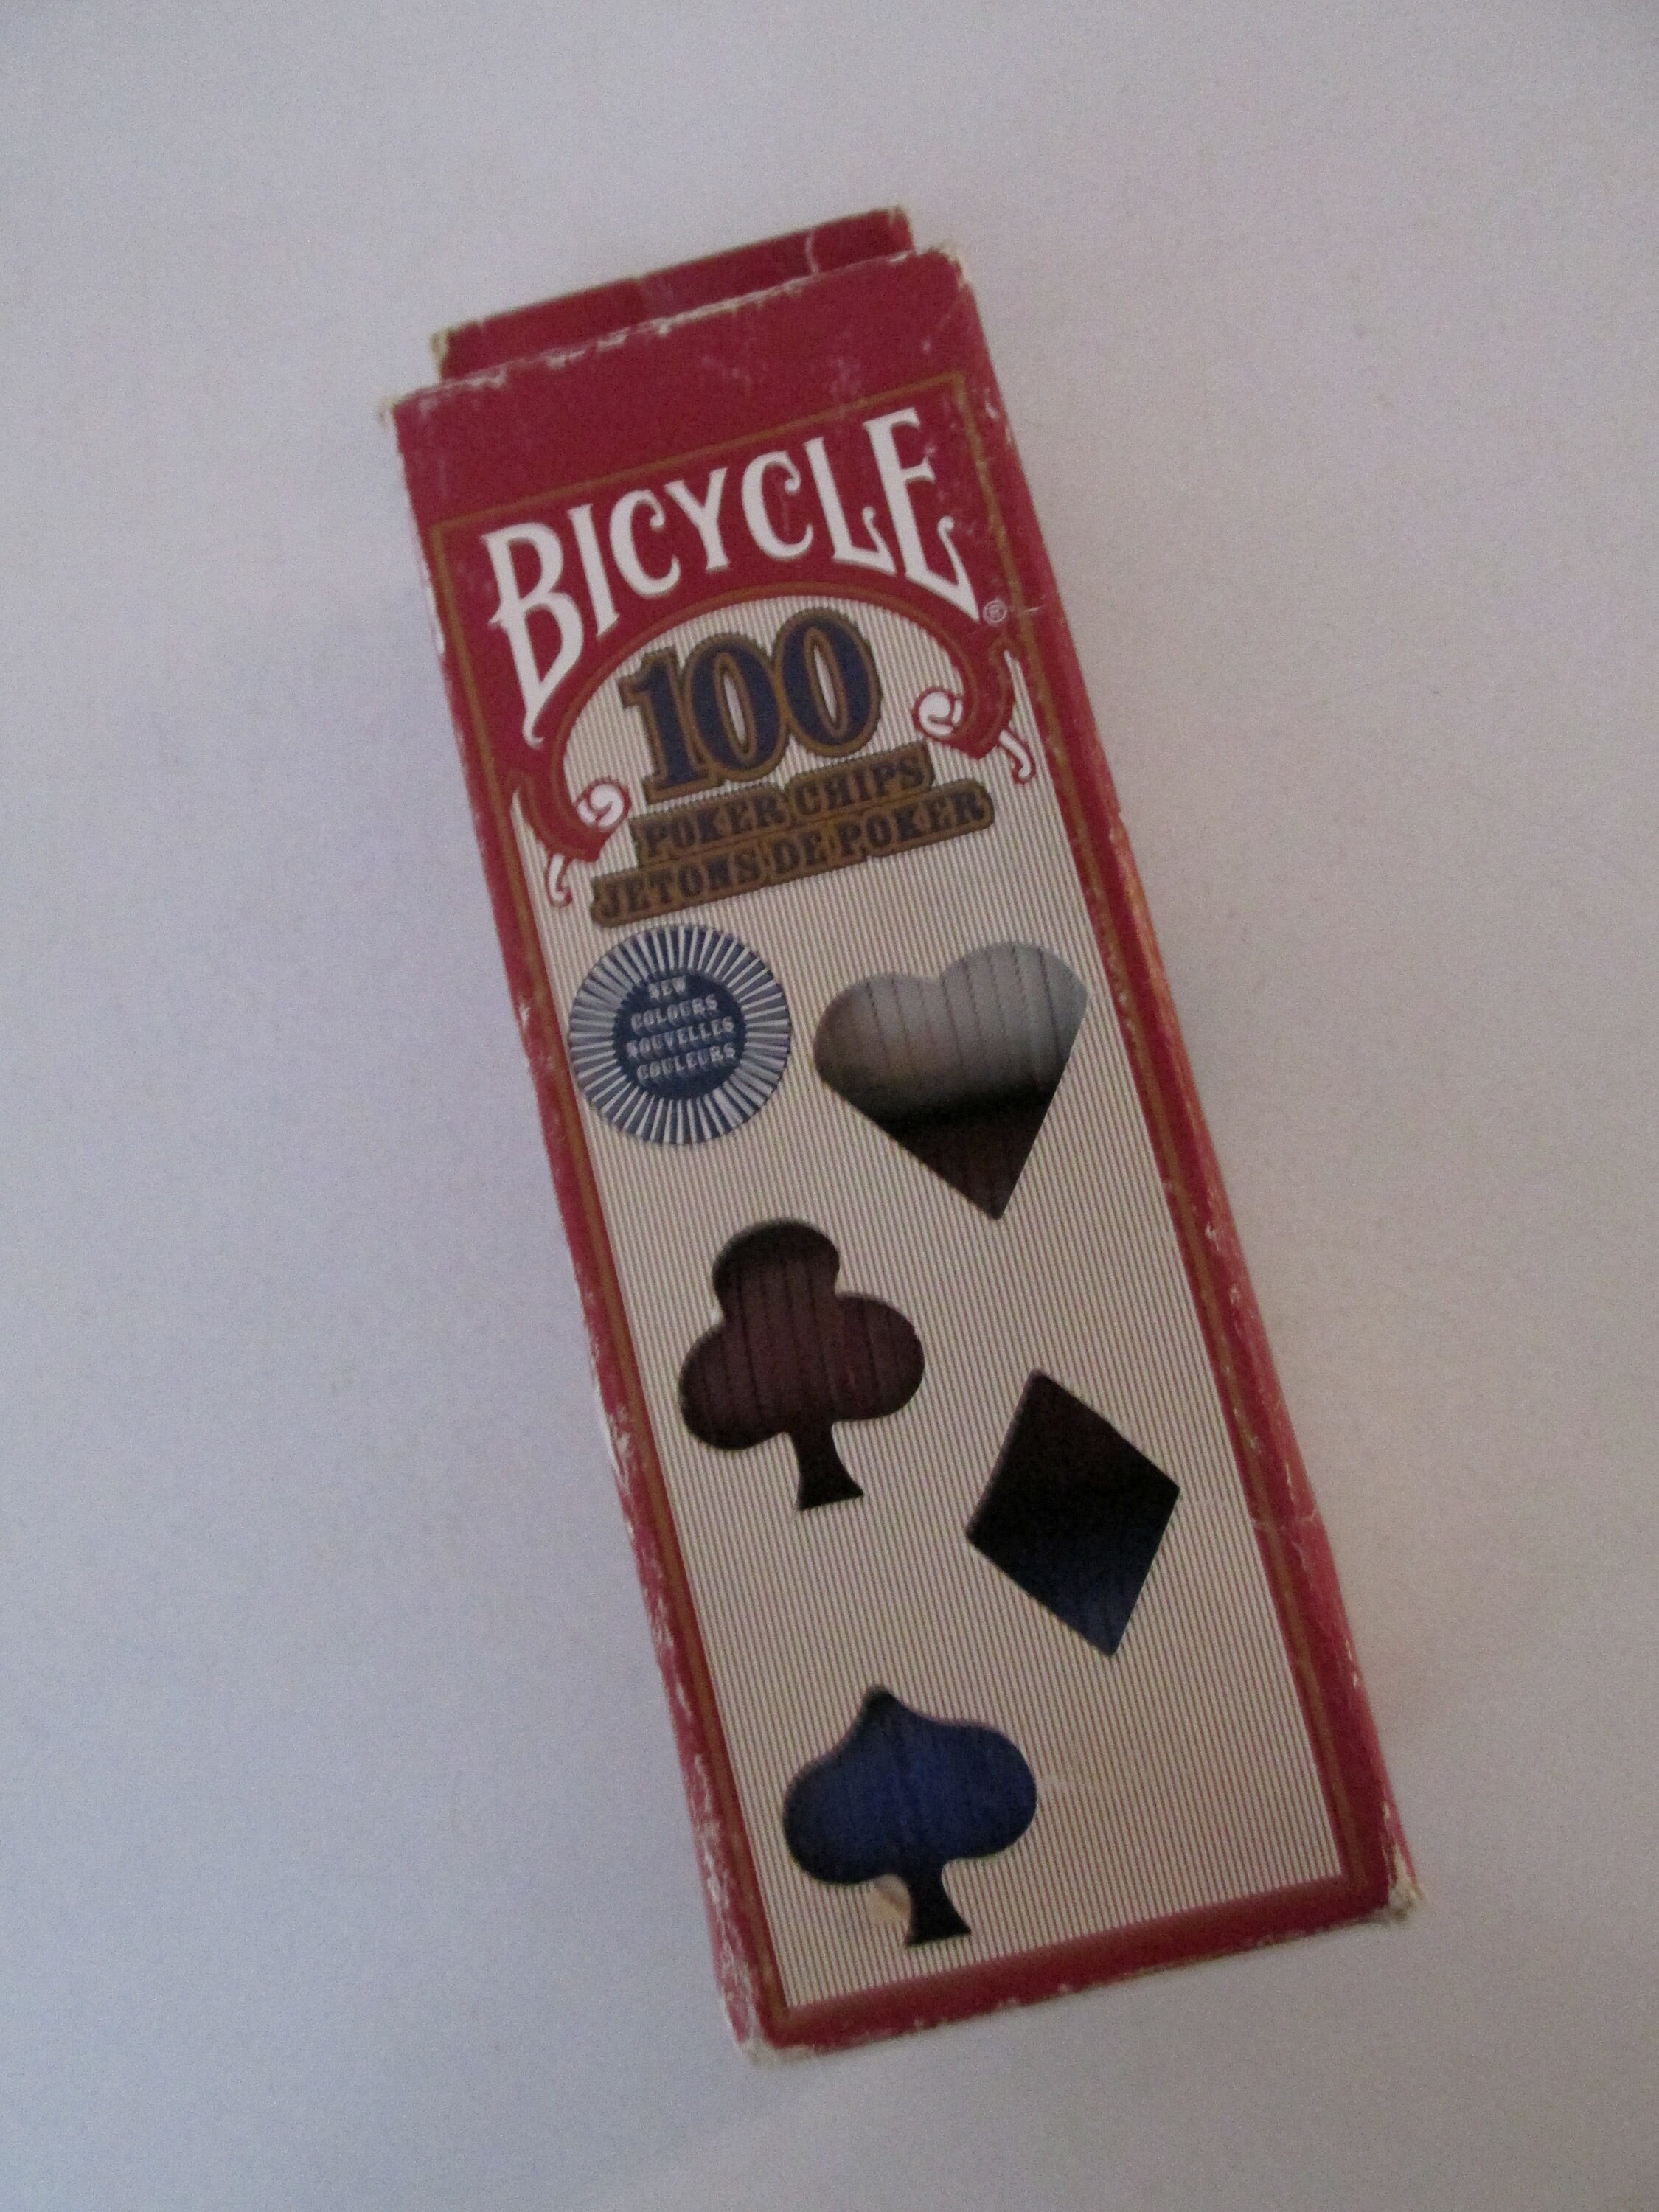 BICYCLE®
100
POKER CHIPS
JETONS DE POKER
NEW
COLOURS
NOUVELLES
COULEURS